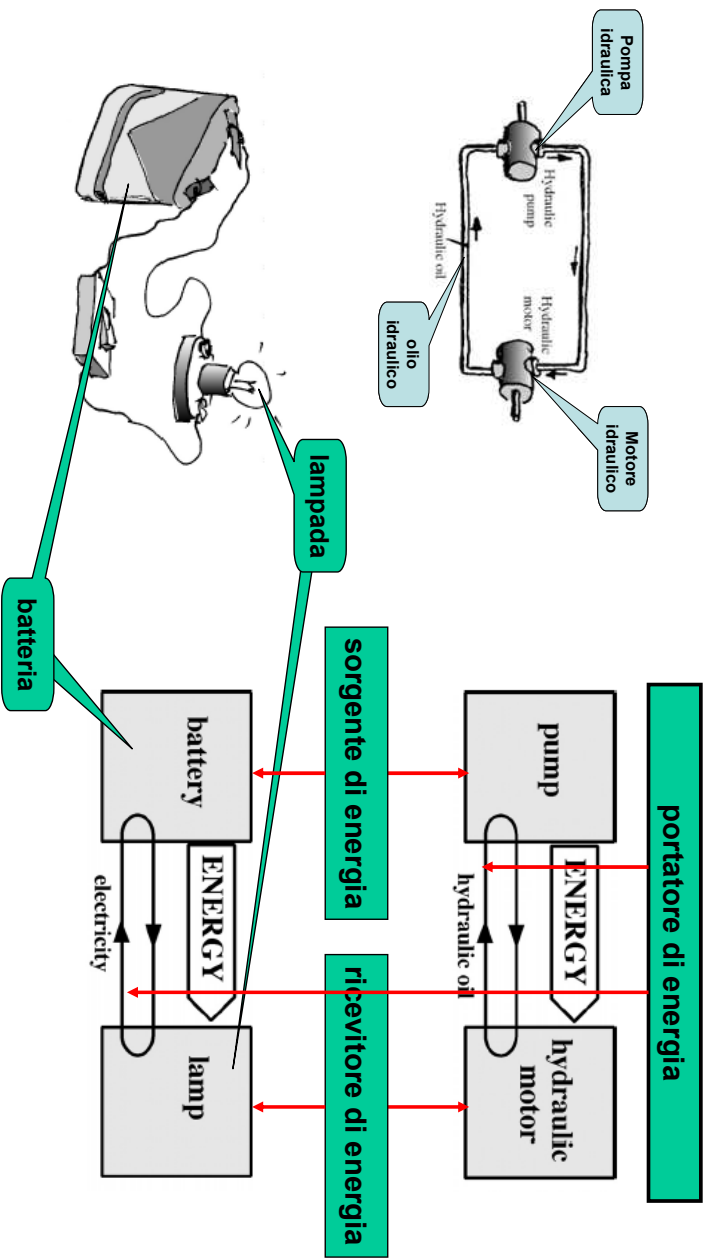 Pompa
idraulica
Hydraulic
pump
Hydraulic
motor
Hydraulic oil
Motore
idraulico
olio
idraulico
lampada
batteria
portatore di energia
pump
ENERGY
hydraulic oil
hydraulic
motor
sorgente di energia
ricevitore di energia
battery
ENERGY
electricity
lamp